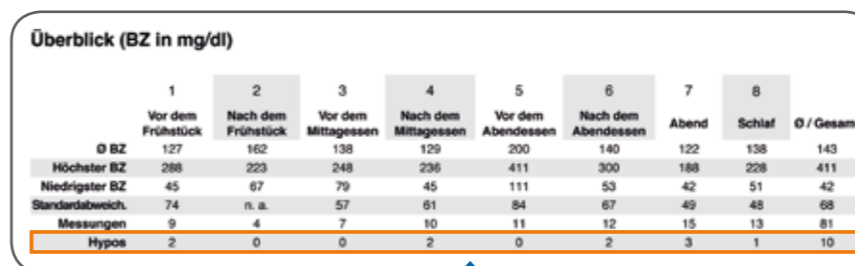 Überblick (BZ in mg/dl)
1 2 3 4 5 6 7 8
Vor dem Nach dem Vor dem Nach dem Vor dem Nach dem
Frühstück Frühstück Mittagessen Mittagessen Abendessen Abendessen Abend Schlaf Ø / Gesam
Ø BZ 127 162 138 129 200 140 122 138 143
Höchster BZ 288 223 248 236 411 300 188 228 411
Niedrigster BZ 45 67 79 45 111 53 42 51 42
Standardabweich. 74 n. a. 57 61 84 67 49 48 68
Messungen 9 4 7 10 11 12 15 13 81
Hypos 2 0 0 2 0 2 3 1 10